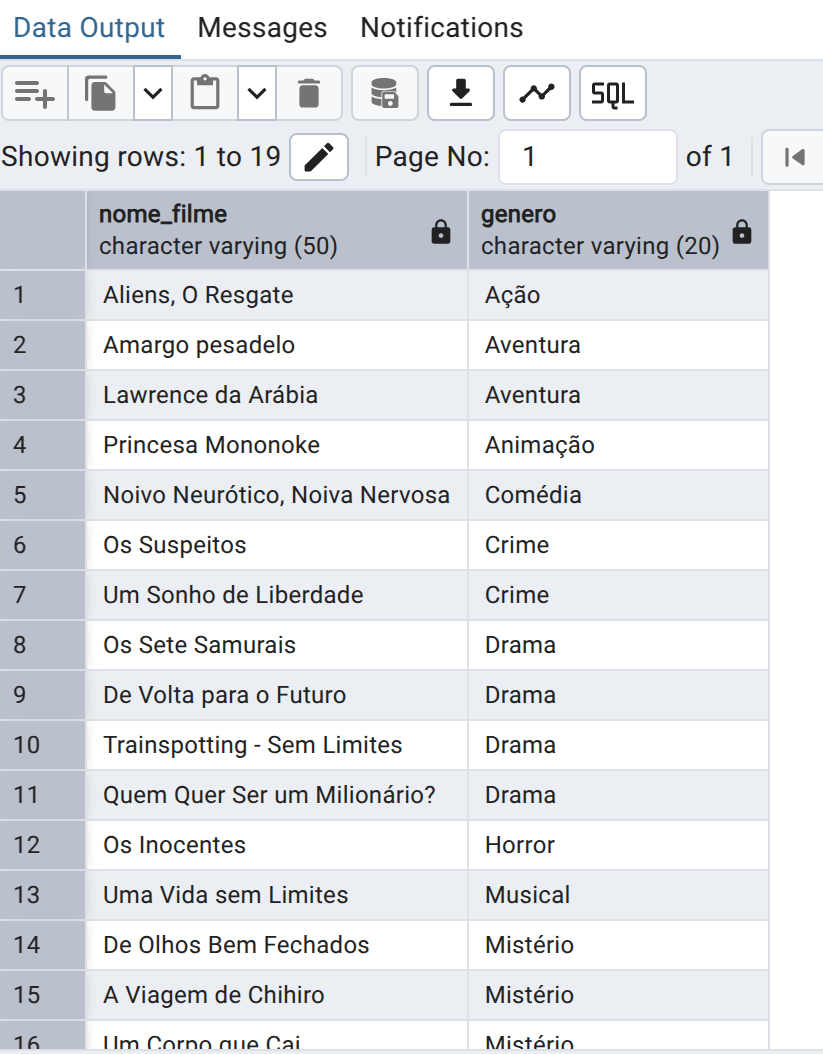 Data Output Messages Notifications
SQL
Showing rows: 1 to 19 Page No: 1 of 1
nome_filme genero
character varying (50) character varying (20)
1 Aliens, O Resgate Ação
2 Amargo pesadelo Aventura
3 Lawrence da Arábia Aventura
4 Princesa Mononoke Animação
5 Noivo Neurótico, Noiva Nervosa Comédia
6 Os Suspeitos Crime
7 Um Sonho de Liberdade Crime
8 Os Sete Samurais Drama
9 De Volta para o Futuro Drama
10 Trainspotting - Sem Limites Drama
11 Quem Quer Ser um Milionário? Drama
12 Os Inocentes Horror
13 Uma Vida sem Limites Musical
14 De Olhos Bem Fechados Mistério
15 A Viagem de Chihiro Mistério
16 Um Corpo que Cai Mistério